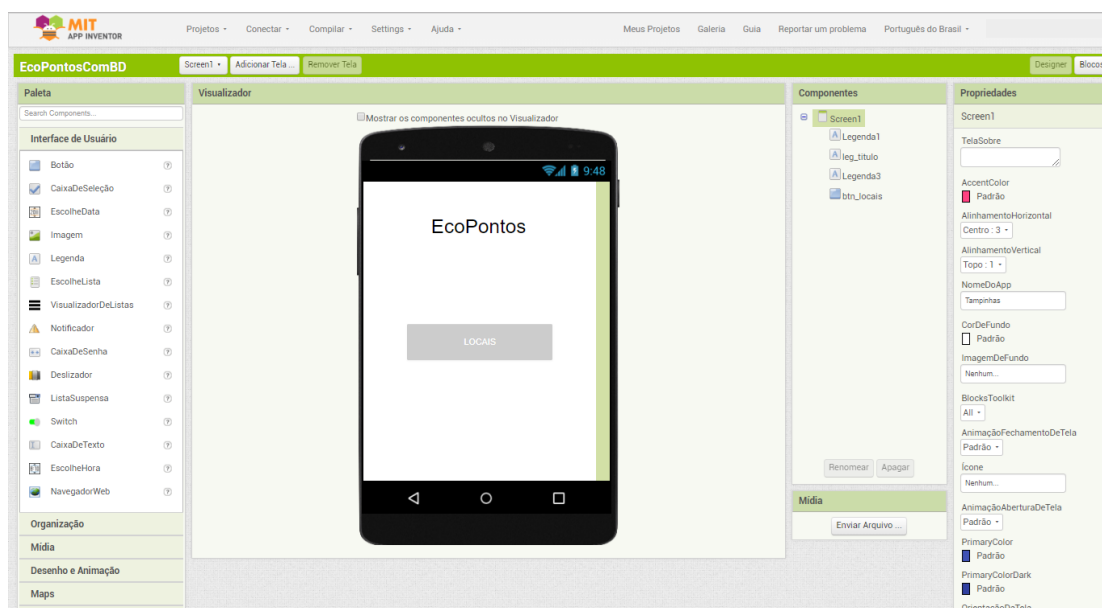 MIT
APP INVENTOR
Projetos
Conectar
Compilar
Settings
Ajuda
Meus Projetos
Galeria
Guia
Reportar um problema
Português do Brasil
EcoPontosComBD
Screen1
Adicionar Tela ...
Remover Tela
Designer
Blocos
Paleta
Search Components...
Interface de Usuário
Botão
CaixaDeSeleção
EscolheData
Imagem
Legenda
EscolheLista
VisualizadorDeListas
Notificador
CaixaDeSenha
Deslizador
ListaSuspensa
Switch
CaixaDeTexto
EscolheHora
NavegadorWeb
Organização
Mídia
Desenho e Animação
Maps
Visualizador
Mostrar os componentes ocultos no Visualizador
9:48
EcoPontos
LOCAIS
Componentes
Screen1
Legenda1
leg_titulo
Legenda3
btn_locais
Renomear
Apagar
Mídia
Enviar Arquivo ...
Propriedades
Screen1
TelaSobre
AccentColor
Padrão
AlinhamentoHorizontal
Centro : 3
AlinhamentoVertical
Topo : 1
NomeDoApp
Tampinhas
CorDeFundo
Padrão
ImagemDeFundo
Nenhum...
BlocksToolkit
All
AnimaçãoFechamentoDeTela
Padrão
Ícone
Nenhum...
AnimaçãoAberturaDeTela
Padrão
PrimaryColor
Padrão
PrimaryColorDark
Padrão
OrientaçãoDaTela